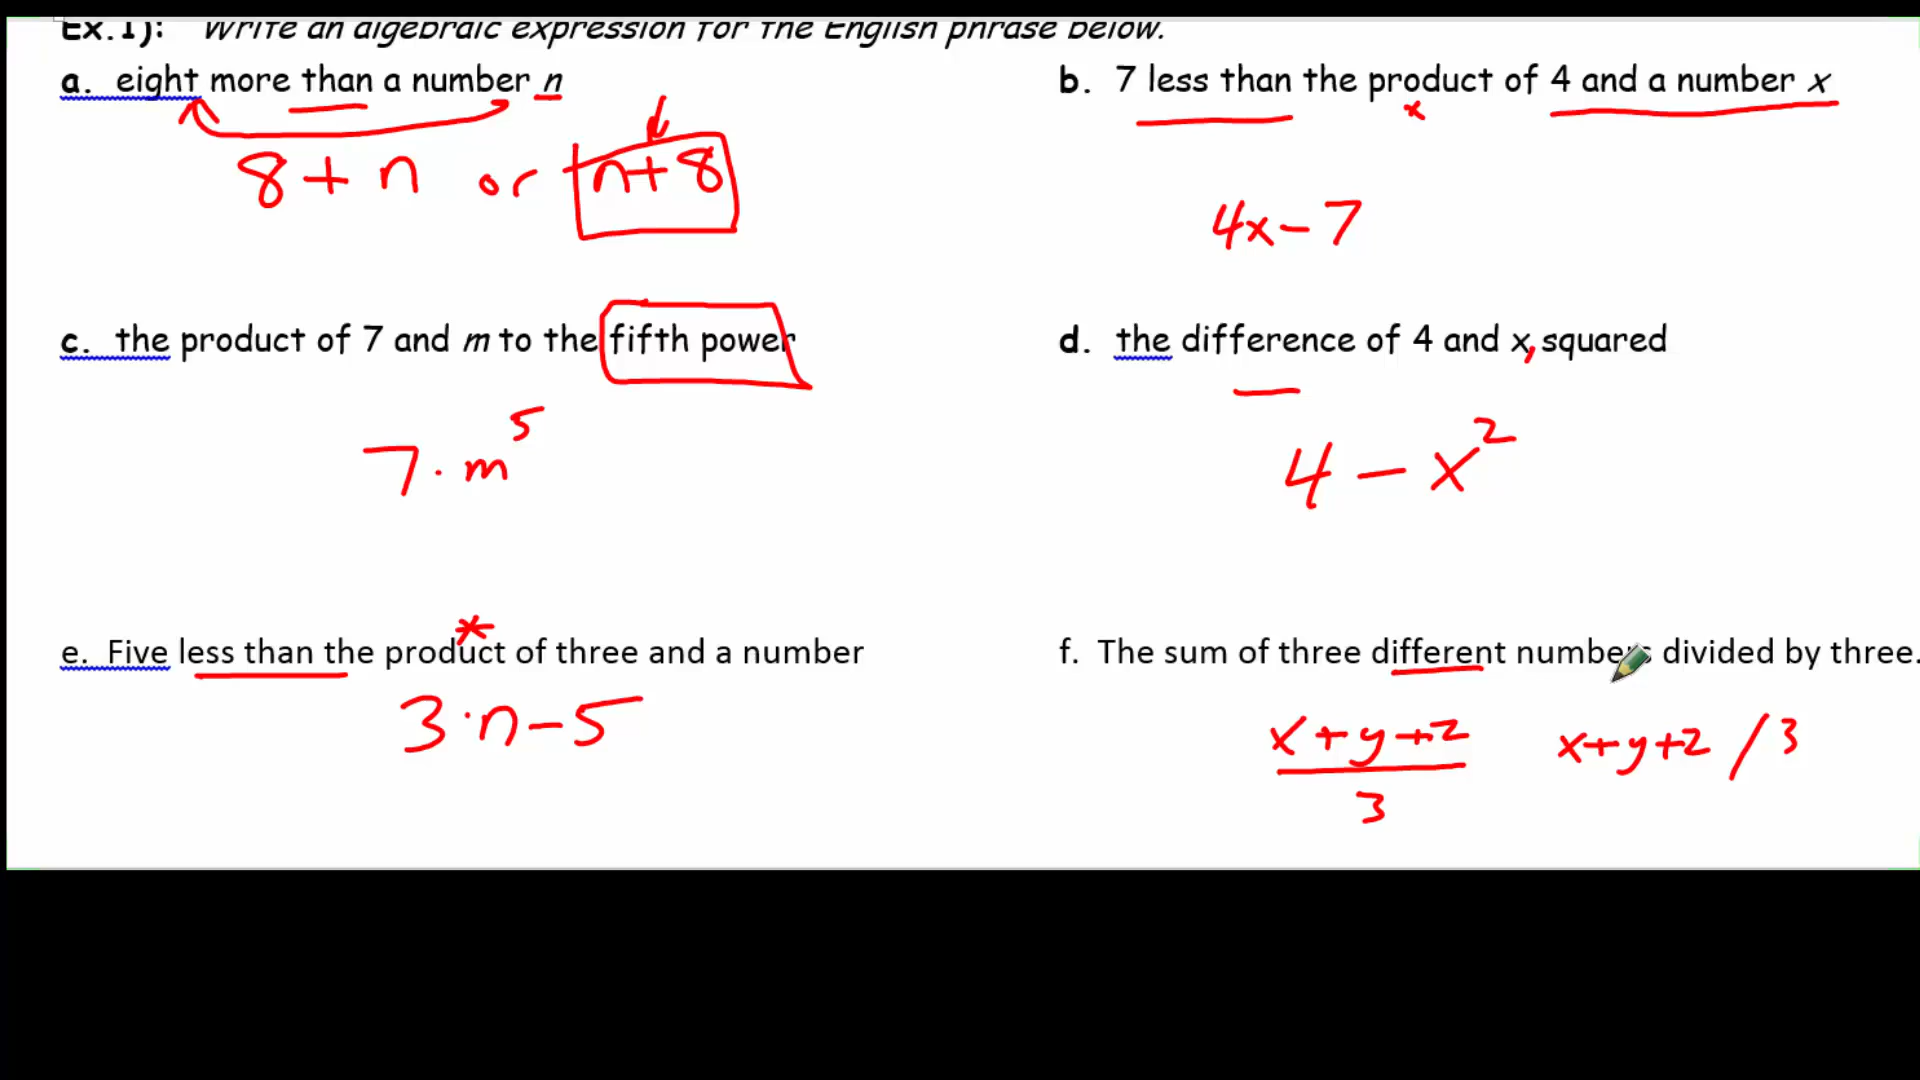 Ex.1): Write an algebraic expression for the English phrase below.
a. eight more than a number n
b. 7 less than the product of 4 and a number x
x
8 + n or n + 8
4x - 7
c. the product of 7 and m to the fifth power
d. the difference of 4 and x, squared
7 · m^5
4 - x^2
*
e. Five less than the product of three and a number
f. The sum of three different numbers divided by three.
3 · n - 5
x + y + z
3
x + y + z / 3